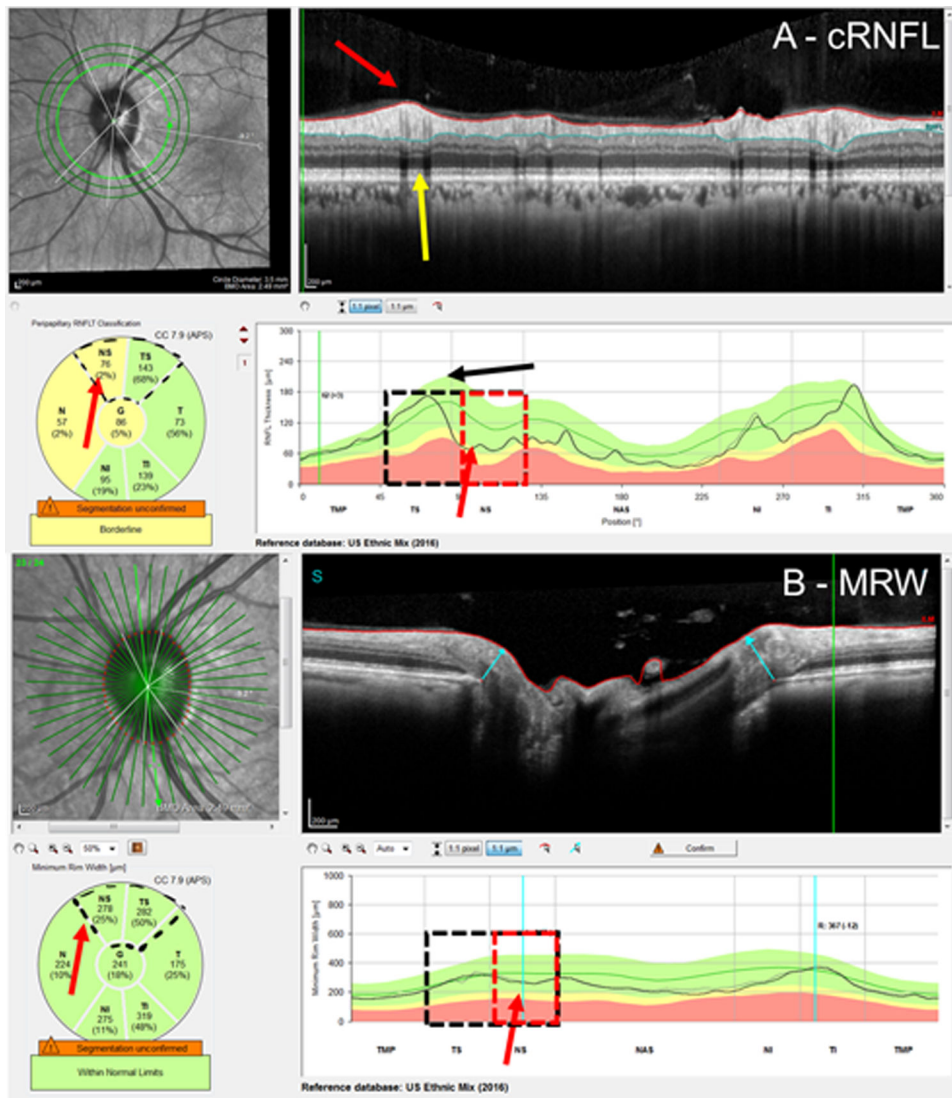 A - cRNFL
Circle Diameter: 3.5 mm
BMO Area: 2.49 mm²
200 µm
200 µm
1:1 pixel
1:1 µm
Peripapillary RNFLT Classification
CC 7.9 (APS)
NS
76
(2%)
TS
143
(68%)
N
57
(2%)
G
86
(5%)
T
73
(56%)
NI
95
(19%)
TI
139
(23%)
Segmentation unconfirmed
Borderline
1
RNFL Thickness [µm]
300
240
180
120
60
0
0
45
135
180
225
270
315
360
TMP
TS
NS
NAS
NI
TI
TMP
Position [°]
Reference database: US Ethnic Mix (2016)
S
B - MRW
BMO Area: 2.49 mm²
200 µm
200 µm
50%
Auto
1:1 pixel
1:1 µm
Confirm
Minimum Rim Width [µm]
CC 7.9 (APS)
NS
278
(25%)
TS
282
(50%)
N
224
(10%
G
241
(18%)
T
175
(25%)
NI
275
(11%)
TI
319
(48%)
Segmentation unconfirmed
Within Normal Limits
Minimum Rim Width [µm]
1000
800
600
400
200
0
R: 367 (-12)
TMP
TS
NS
NAS
NI
TI
TMP
Reference database: US Ethnic Mix (2016)